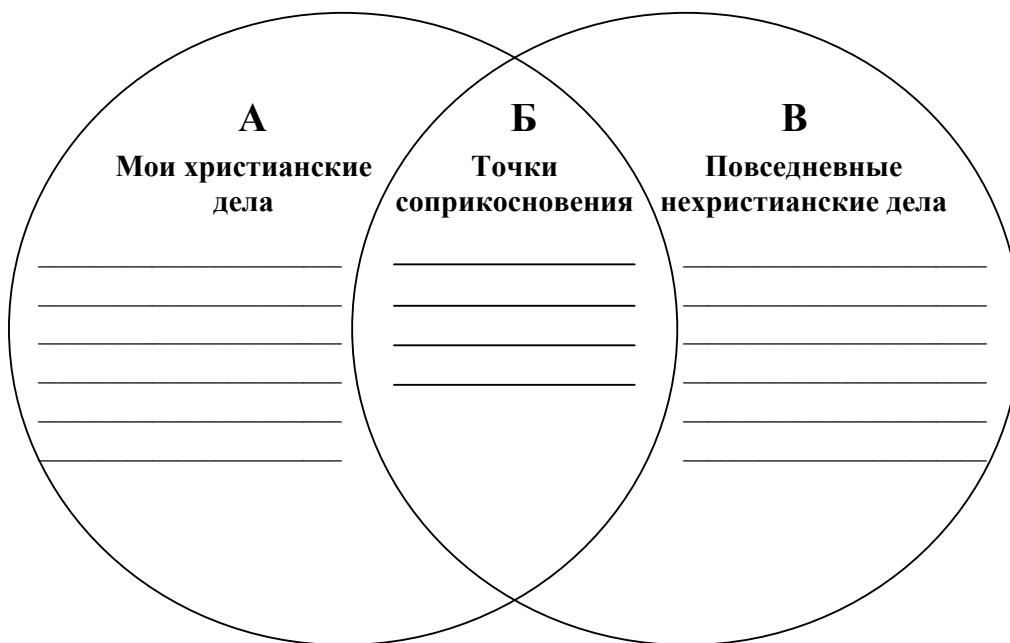 А
Мои христианские
дела
Б
Точки
соприкосновения
В
Повседневные
нехристианские дела